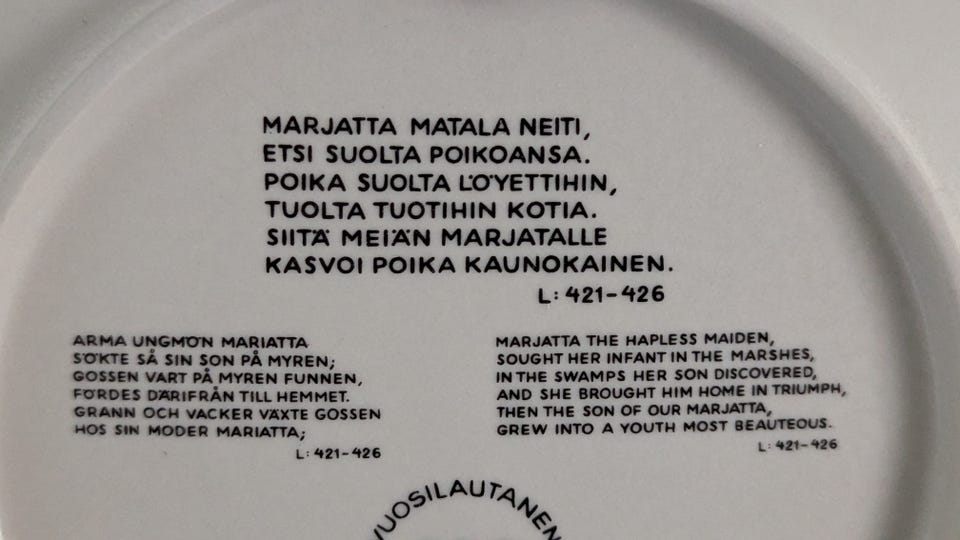 MARJATTA MATALA NEITI,
ETSI SUOLTA POIKOANSA.
POIKA SUOLTA LÖYETTIHIN,
TUOLTA TUOTIHIN KOTIA.
SIITÄ MEIÄN MARJATALLE
KASVOI POIKA KAUNOKAINEN.
L: 421-426
ARMA UNGMÖN MARIATTA
SÖKTE SÅ SIN SON PÅ MYREN;
GOSSEN VART PÅ MYREN FUNNEN,
FÖRDES DÄRIFRÅN TILL HEMMET.
GRANN OCH VACKER VÄXTE GOSSEN
HOS SIN MODER MARIATTA;
L: 421-426
MARJATTA THE HAPLESS MAIDEN,
SOUGHT HER INFANT IN THE MARSHES,
IN THE SWAMPS HER SON DISCOVERED,
AND SHE BROUGHT HIM HOME IN TRIUMPH,
THEN THE SON OF OUR MARJATTA,
GREW INTO A YOUTH MOST BEAUTEOUS.
L: 421-426
VUOSILAUTANEN